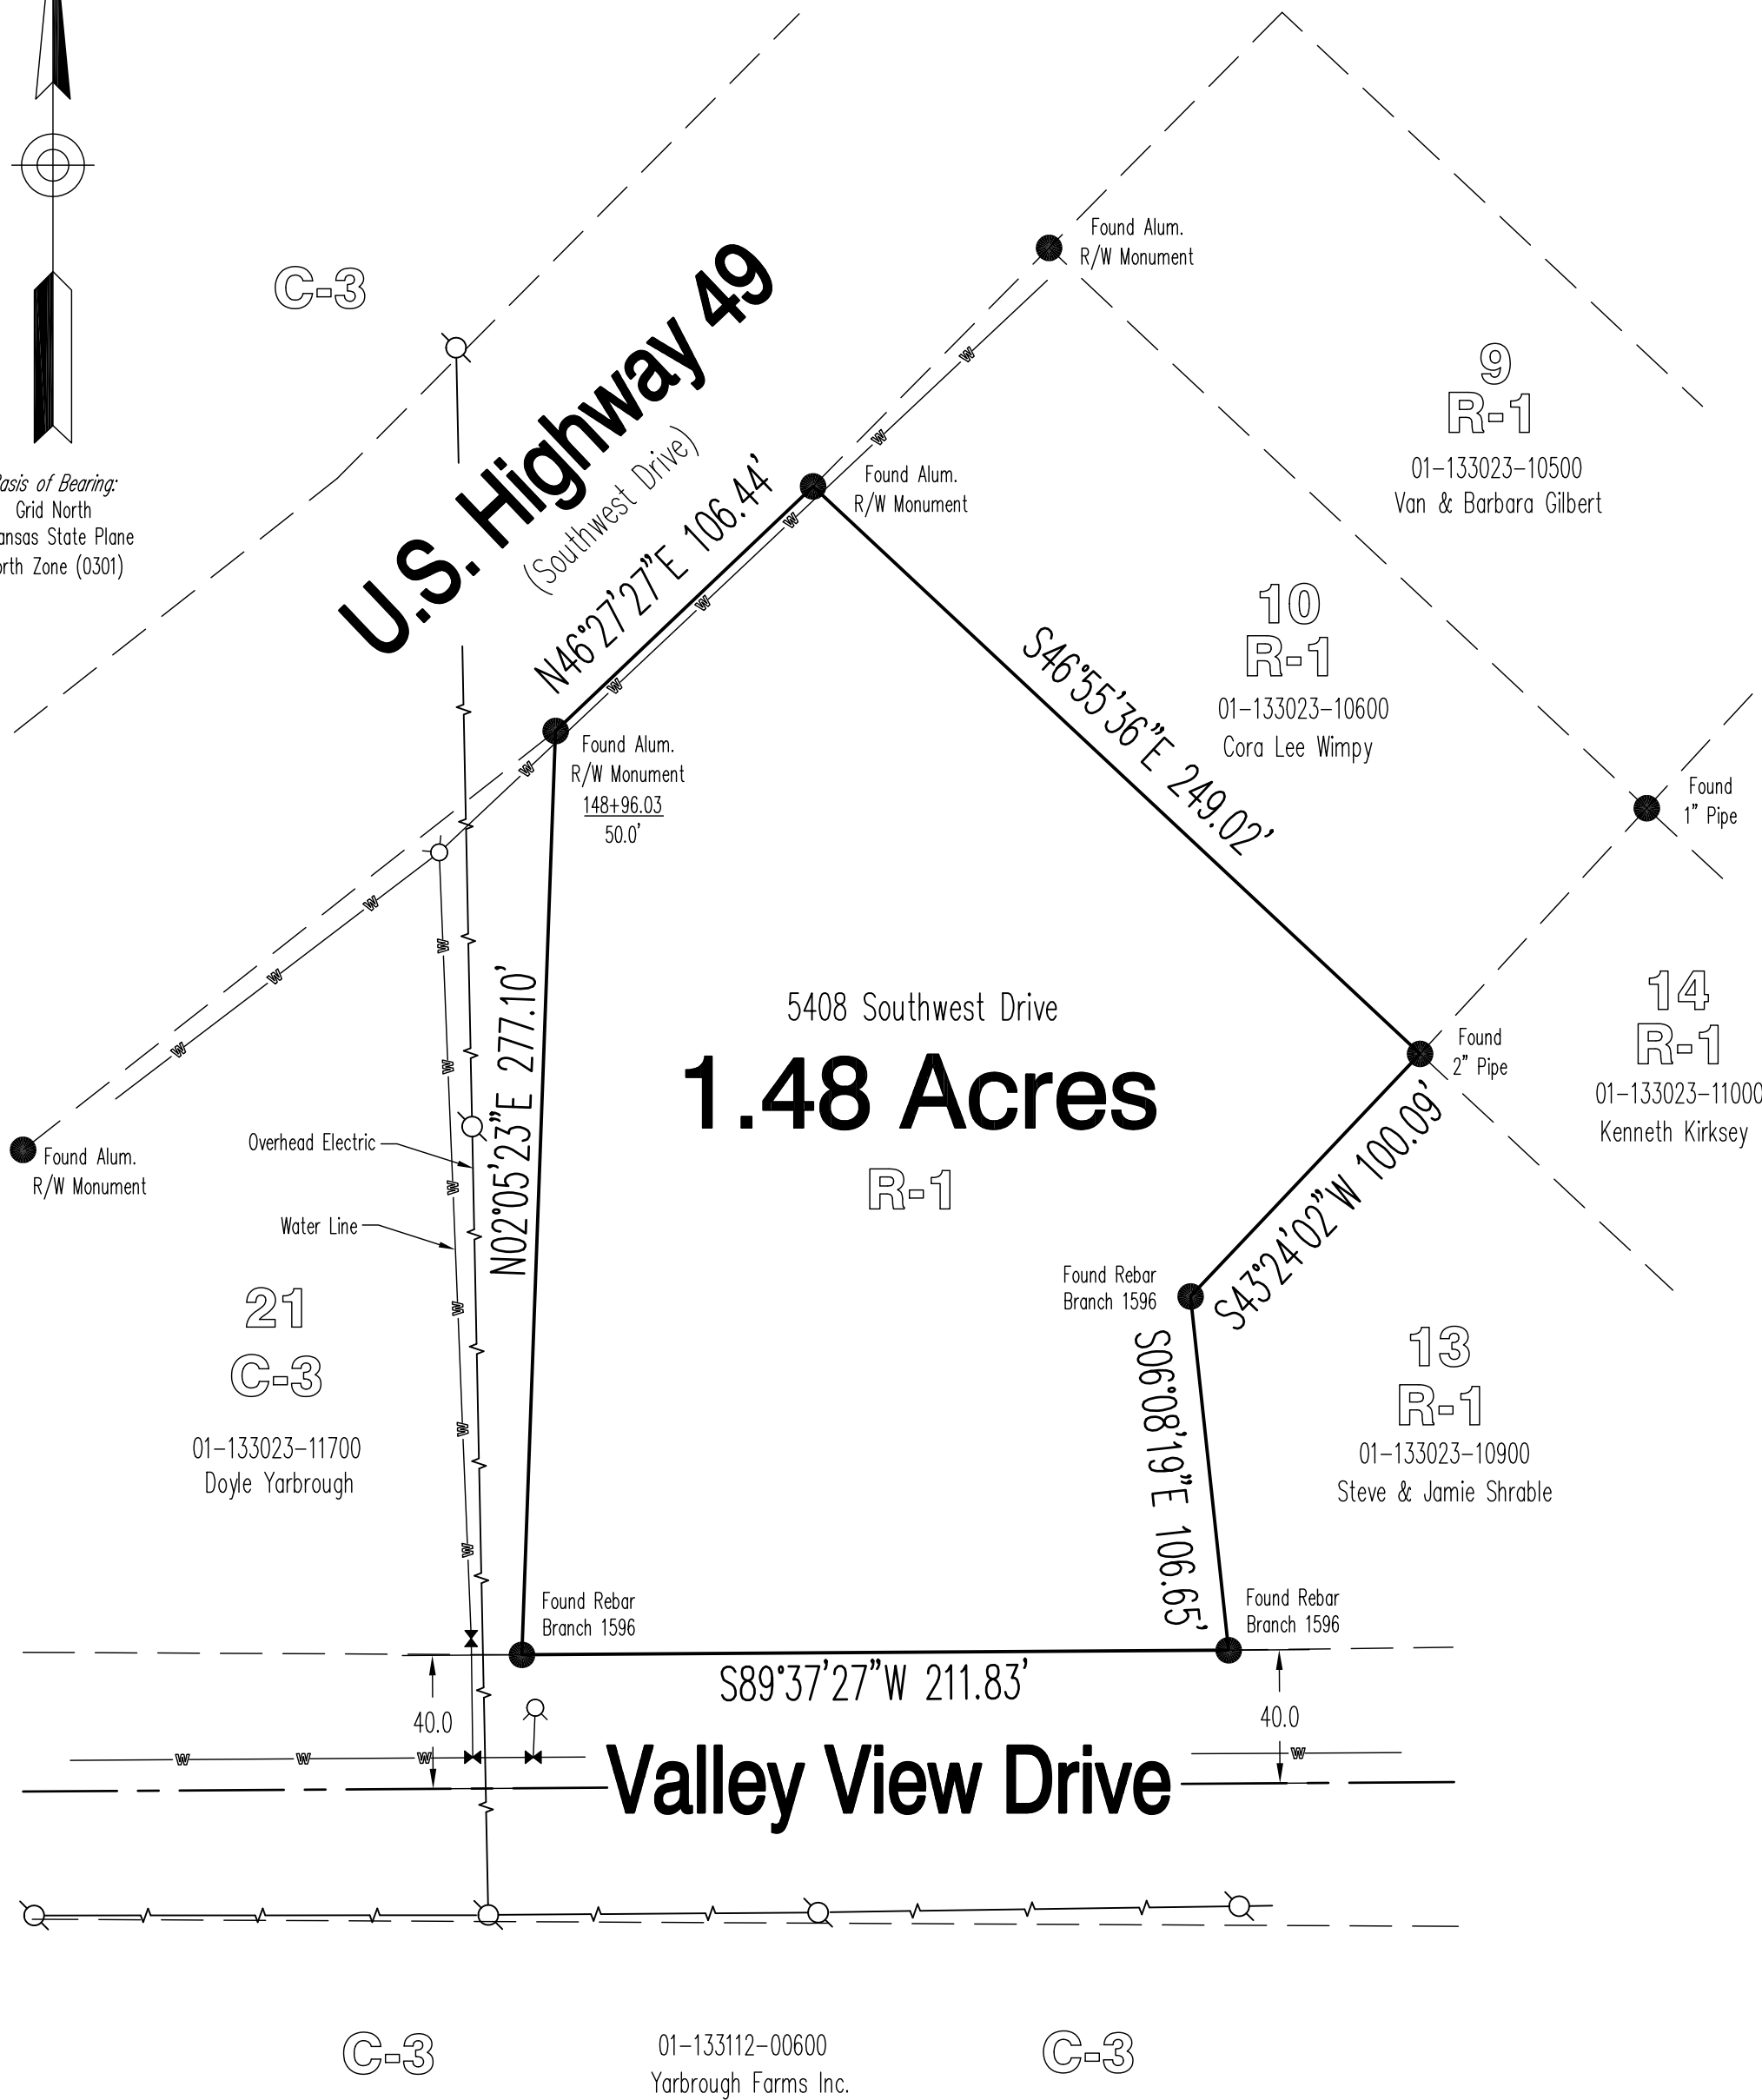 C-3
U.S. Highway 49
(Southwest Drive)
Found Alum.
R/W Monument
9
R-1
01-133023-10500
Van & Barbara Gilbert
of Bearing:
Grid North
State Plane
Zone (0301)
Found Alum.
R/W Monument
N46°27'27"E 106.44'
10
R-1
01-133023-10600
Cora Lee Wimpy
S46°55'36"E 249.02'
Found Alum.
R/W Monument
148+96.03
50.0'
Found
1" Pipe
W W W W W W
W W W
N02°05'23"E 277.10'
5408 Southwest Drive
1.48 Acres
R-1
14
R-1
01-133023-11000
Kenneth Kirksey
Found
2" Pipe
S43°24'02"W 100.09'
Found Alum.
R/W Monument
Overhead Electric
Water Line
W W W W W W
21
C-3
01-133023-11700
Doyle Yarbrough
Found Rebar
Branch 1596
S06°08'19"E 106.65'
13
R-1
01-133023-10900
Steve & Jamie Shrable
Found Rebar
Branch 1596
Found Rebar
Branch 1596
S89°37'27"W 211.83'
40.0
40.0
W W W
W
Valley View Drive
C-3
01-133112-00600
Yarbrough Farms Inc.
C-3